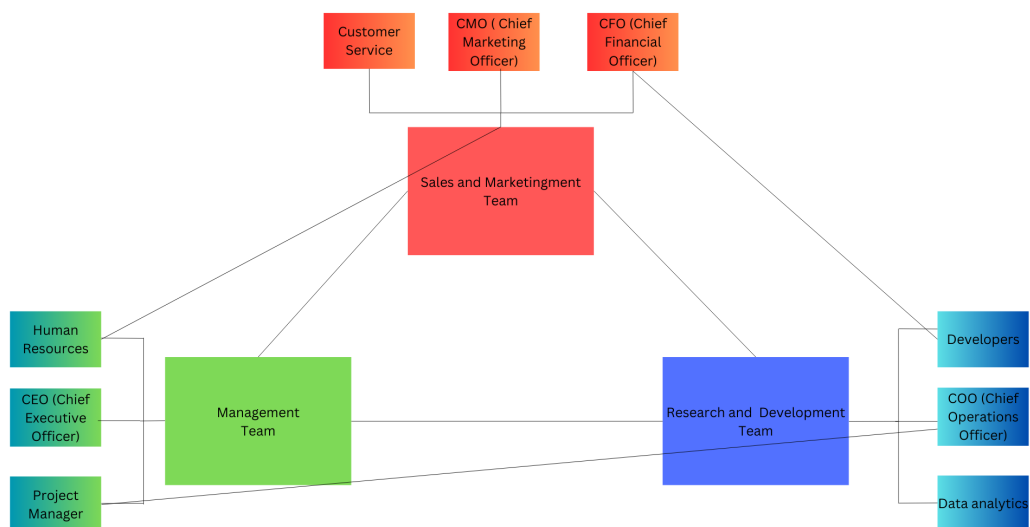 Customer
Service
CMO ( Chief
Marketing
Officer)
CFO (Chief
Financial
Officer)
Sales and Marketingment
Team
Human
Resources
CEO (Chief
Executive
Officer)
Project
Manager
Management
Team
Research and  Development
Team
Developers
COO (Chief
Operations
Officer)
Data analytics